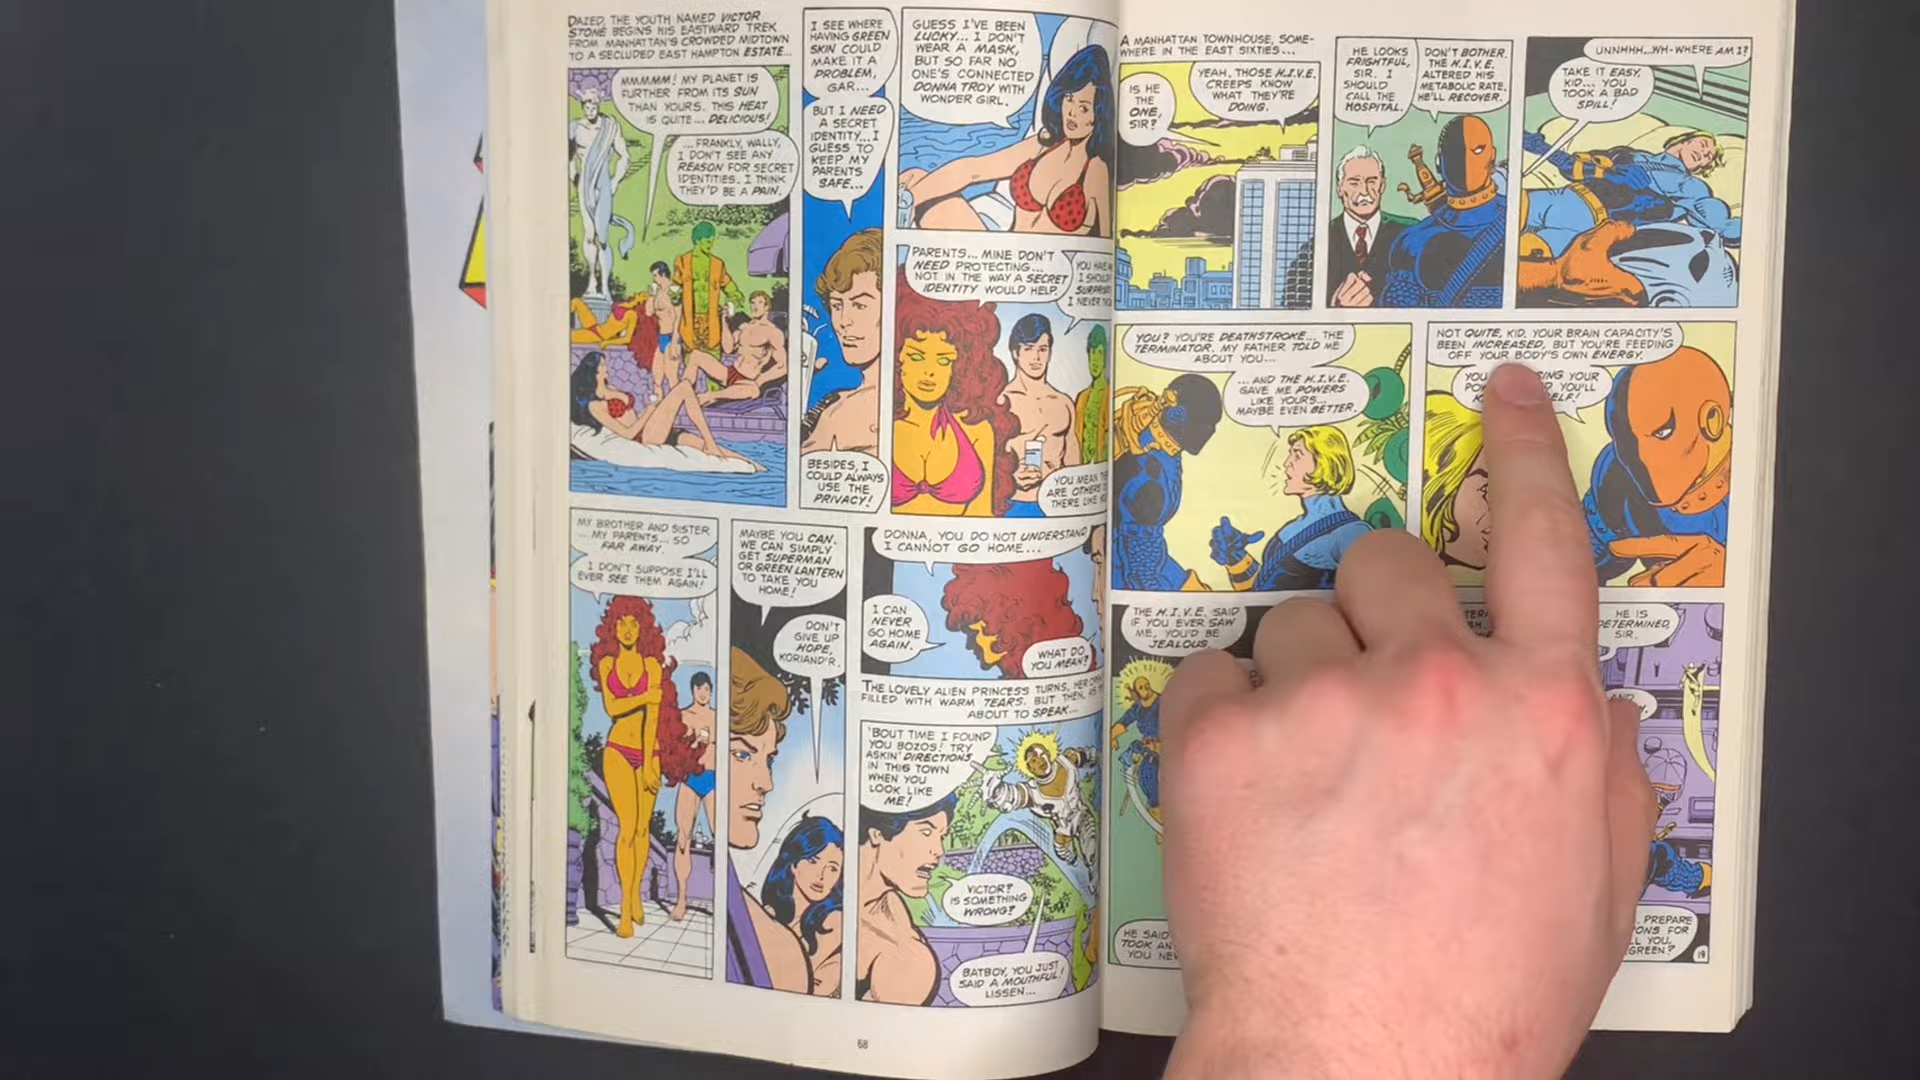 DAZED, THE YOUTH NAMED VICTOR
STONE BEGINS HIS EASTWARD TREK
FROM MANHATTAN'S CROWDED MIDTOWN
TO A SECLUDED EAST HAMPTON ESTATE...
MMMMM! MY PLANET IS
FURTHER FROM ITS SUN
THAN YOURS. THIS HEAT
IS QUITE... DELICIOUS!
...FRANKLY, WALLY,
I DON'T SEE ANY
REASON FOR SECRET
IDENTITIES. I THINK
THEY'D BE A PAIN.
I SEE WHERE
HAVING GREEN
SKIN COULD
MAKE IT A
PROBLEM,
GAR...
BUT I NEED
A SECRET
IDENTITY... I
GUESS TO
KEEP MY
PARENTS
SAFE...
BESIDES, I
COULD ALWAYS
USE THE
PRIVACY!
GUESS I'VE BEEN
LUCKY... I DON'T
WEAR A MASK,
BUT SO FAR NO
ONE'S CONNECTED
DONNA TROY WITH
WONDER GIRL.
PARENTS... MINE DON'T
NEED PROTECTING...
NOT IN THE WAY A SECRET
IDENTITY WOULD HELP.
YOU HAVE
I SHOULD
I NEVER
YOU MEAN
ARE OTHERS
THERE LIKE
MY BROTHER AND SISTER
...MY PARENTS... SO
FAR AWAY.
I DON'T SUPPOSE I'LL
EVER SEE THEM AGAIN!
MAYBE YOU CAN.
WE CAN SIMPLY
GET SUPERMAN
OR GREEN LANTERN
TO TAKE YOU
HOME!
DON'T
GIVE UP
HOPE,
KORIAND'R.
DONNA, YOU DO NOT UNDERSTAND
I CANNOT GO HOME...
I CAN
NEVER
GO HOME
AGAIN.
WHAT DO
YOU MEAN?
THE LOVELY ALIEN PRINCESS TURNS, HER
FILLED WITH WARM TEARS. BUT THEN, AS
ABOUT TO SPEAK...
'BOUT TIME I FOUND
YOU BOZOS! TRY
ASKIN' DIRECTIONS
IN THIS TOWN
WHEN YOU
LOOK LIKE
ME!
VICTOR?
IS SOMETHING
WRONG?
BATBOY, YOU JUST
SAID A MOUTHFUL!
LISSEN...
68
A MANHATTAN TOWNHOUSE, SOME-
WHERE IN THE EAST SIXTIES...
IS HE
THE
ONE,
SIR?
YEAH. THOSE H.I.V.E.
CREEPS KNOW
WHAT THEY'RE
DOING.
HE LOOKS
FRIGHTFUL,
SIR. I
SHOULD
CALL THE
HOSPITAL.
DON'T BOTHER.
THE H.I.V.E.
ALTERED HIS
METABOLIC RATE.
HE'LL RECOVER.
UNNHHH...WH-WHERE AM I?
TAKE IT EASY,
KID... YOU
TOOK A BAD
SPILL!
YOU? YOU'RE DEATHSTROKE... THE
TERMINATOR. MY FATHER TOLD ME
ABOUT YOU...
...AND THE H.I.V.E.
GAVE ME POWERS
LIKE YOURS...
MAYBE EVEN BETTER.
NOT QUITE, KID. YOUR BRAIN CAPACITY'S
BEEN INCREASED, BUT YOU'RE FEEDING
OFF YOUR BODY'S OWN ENERGY.
YOUR
YOU'LL
THE H.I.V.E. SAID
IF YOU EVER SAW
ME, YOU'D BE
JEALOUS.
HE SAID
TOOK AN
YOU
HE IS
DETERMINED,
SIR.
AND
PREPARE
FOR
YOU,
GREEN?
19